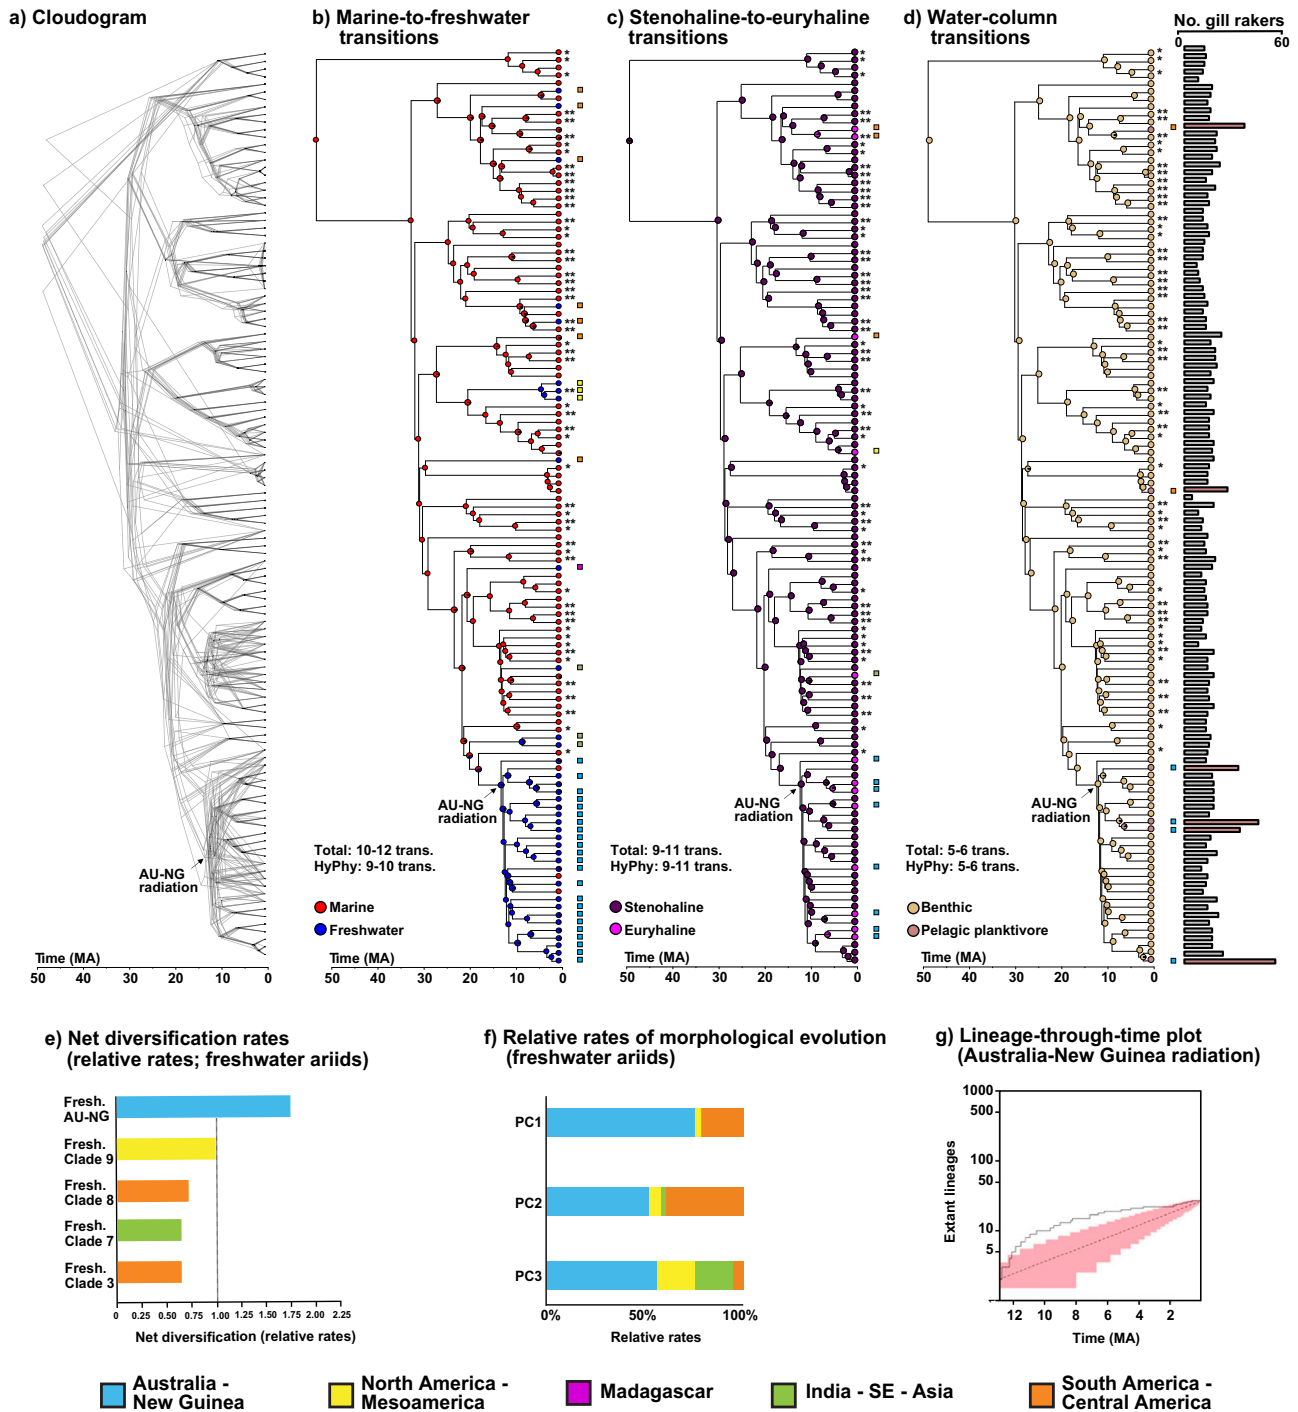 a) Cloudogram
b) Marine-to-freshwater
transitions
c) Stenohaline-to-euryhaline
transitions
d) Water-column
transitions
No. gill rakers
0 60
AU-NG
radiation
Time (MA)
50 40 30 20 10 0
AU-NG
radiation
Total: 10-12 trans.
HyPhy: 9-10 trans.
Marine
Freshwater
Time (MA)
50 40 30 20 10 0
AU-NG
radiation
Total: 9-11 trans.
HyPhy: 9-11 trans.
Stenohaline
Euryhaline
Time (MA)
50 40 30 20 10 0
AU-NG
radiation
Total: 5-6 trans.
HyPhy: 5-6 trans.
Benthic
Pelagic planktivore
Time (MA)
50 40 30 20 10 0
e) Net diversification rates
(relative rates; freshwater ariids)
Fresh.
AU-NG
Fresh.
Clade 9
Fresh.
Clade 8
Fresh.
Clade 7
Fresh.
Clade 3
0 0.25 0.50 0.75 1.00 1.25 1.50 1.75 2.00 2.25
Net diversification (relative rates)
f) Relative rates of morphological evolution
(freshwater ariids)
PC1
PC2
PC3
0% 50% 100%
Relative rates
g) Lineage-through-time plot
(Australia-New Guinea radiation)
Extant lineages
1000
500
100
50
10
5
12 10 8 6 4 2
Time (MA)
Australia -
New Guinea
North America -
Mesoamerica
Madagascar
India - SE - Asia
South America -
Central America